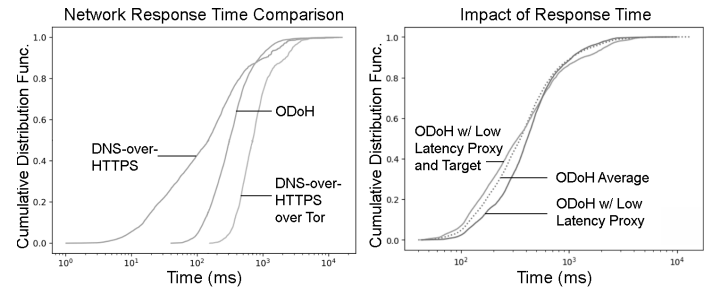 Network Response Time Comparison
Cumulative Distribution Func.
1.0
0.8
0.6
0.4
0.2
0.0
DNS-over-
HTTPS
ODoH
DNS-over-
HTTPS
over Tor
10⁰
10¹
10²
10³
10⁴
Time (ms)
Impact of Response Time
Cumulative Distribution Func.
1.0
0.8
0.6
0.4
0.2
0.0
ODoH w/ Low
Latency Proxy
and Target
ODoH Average
ODoH w/ Low
Latency Proxy
10²
10³
10⁴
Time (ms)